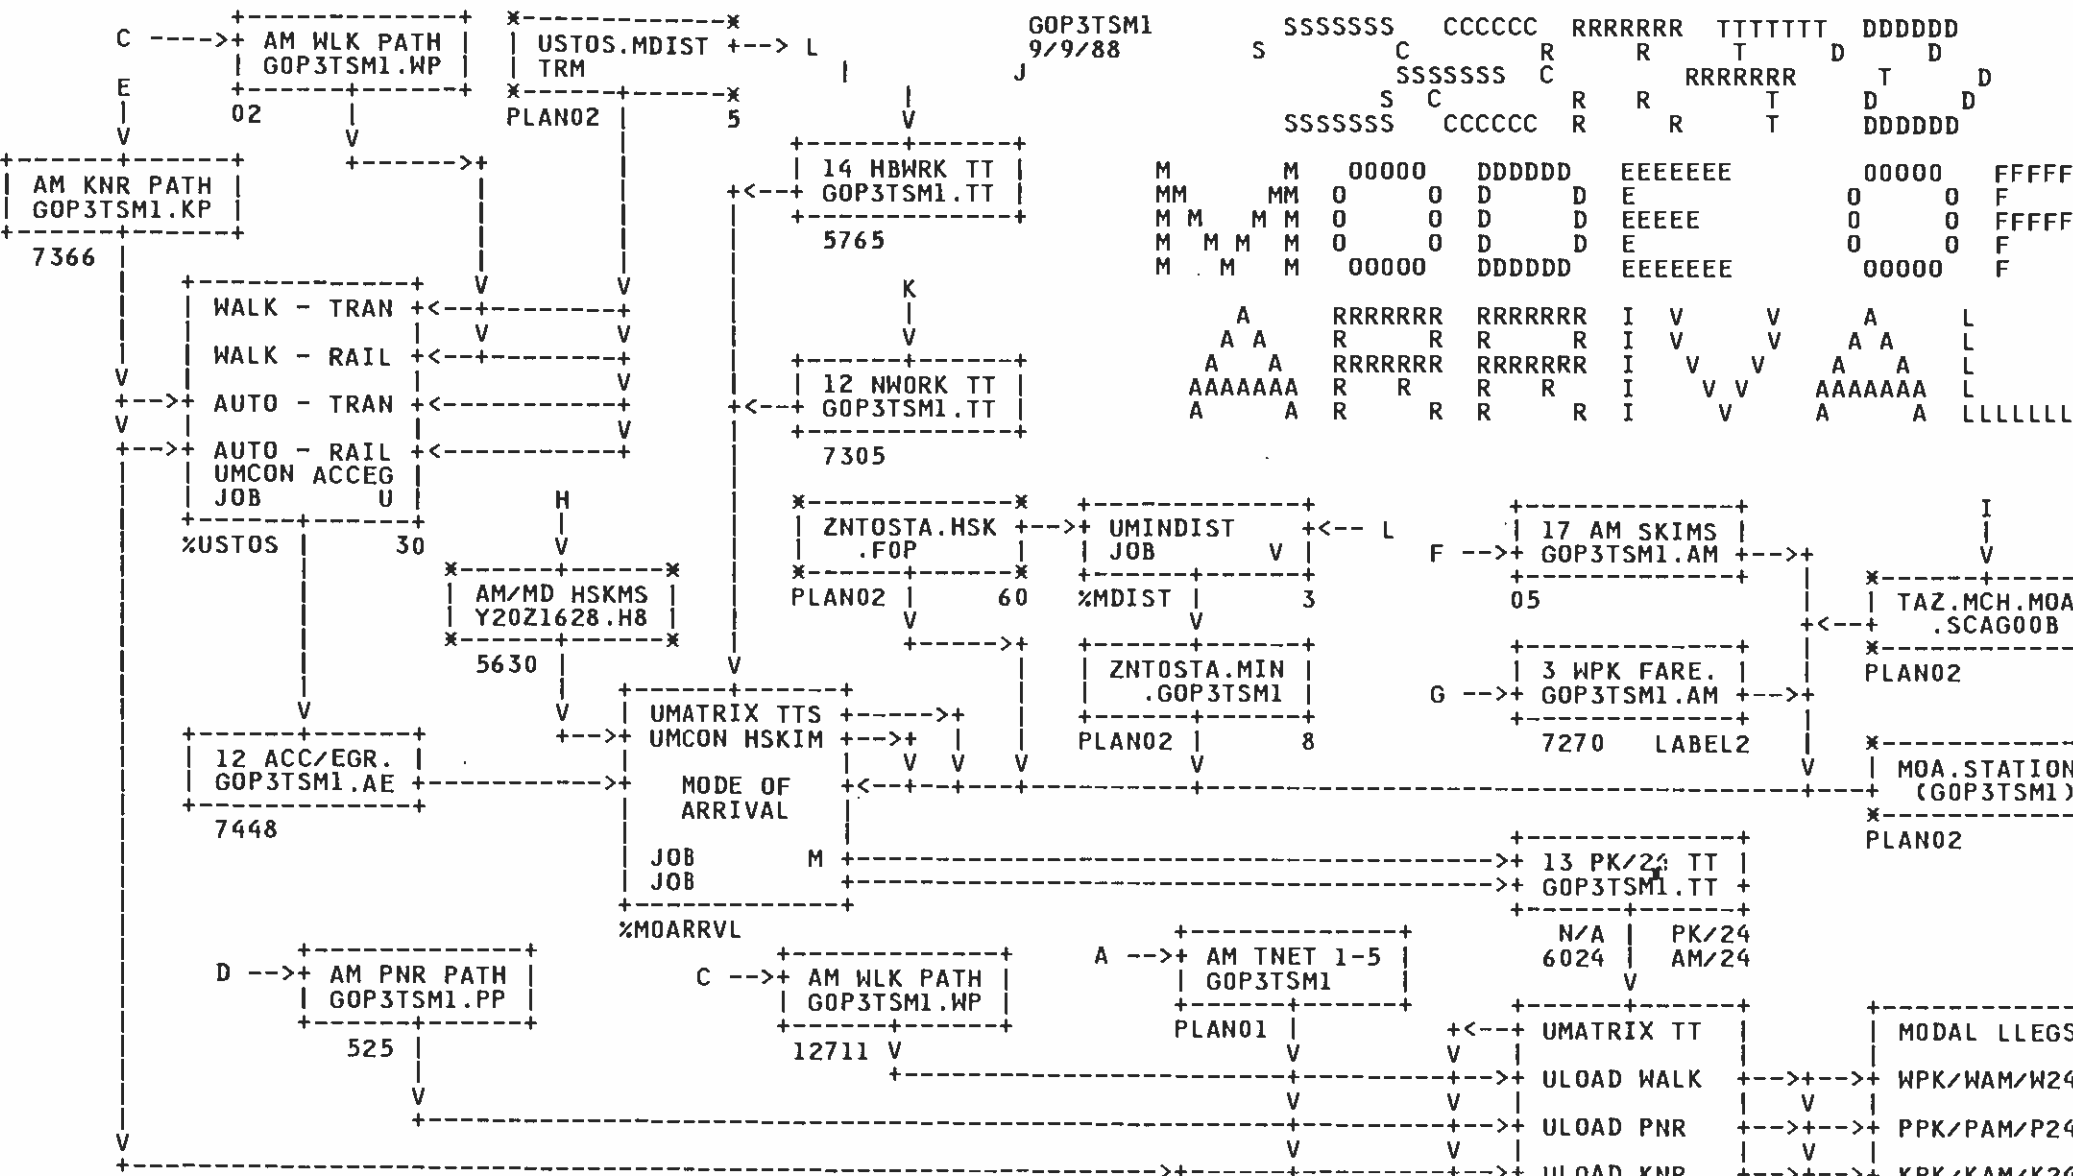 GOP3TSM1
9/9/88
SCRTD
MODE OF
ARRIVAL
C
AM WLK PATH
GOP3TSM1.WP
02
USTOS.MDIST
TRM
L
PLAN02
5
I
J
E
AM KNR PATH
GOP3TSM1.KP
7366
14 HBWRK TT
GOP3TSM1.TT
5765
K
12 NWORK TT
GOP3TSM1.TT
7305
WALK - TRAN
WALK - RAIL
AUTO - TRAN
AUTO - RAIL
UMCON ACCEG
JOB U
%USTOS
30
H
AM/MD HSKMS
Y20Z1628.H8
5630
ZNTOSTA.HSK
.FOP
PLAN02
60
UMINDIST
JOB V
L
%MDIST
3
ZNTOSTA.MIN
.GOP3TSM1
PLAN02
8
F
17 AM SKIMS
GOP3TSM1.AM
05
G
3 WPK FARE.
GOP3TSM1.AM
7270 LABEL2
I
TAZ.MCH.MOA
.SCAG00B
PLAN02
MOA.STATION
(GOP3TSM1)
PLAN02
12 ACC/EGR.
GOP3TSM1.AE
7448
UMATRIX TTS
UMCON HSKIM
MODE OF
ARRIVAL
JOB M
JOB
%MOARRVL
13 PK/24 TT
GOP3TSM1.TT
N/A PK/24
6024 AM/24
D
AM PNR PATH
GOP3TSM1.PP
525
C
AM WLK PATH
GOP3TSM1.WP
12711
A
AM TNET 1-5
GOP3TSM1
PLAN01
UMATRIX TT
ULOAD WALK
ULOAD PNR
ULOAD KNR
MODAL LLEGS
WPK/WAM/W24
PPK/PAM/P24
KPK/KAM/K24